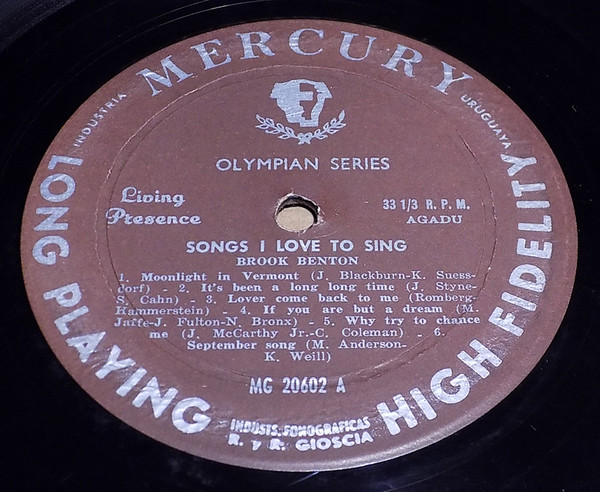 MERCURY
INDUSTRIA URUGUAYA
OLYMPIAN SERIES
Living
Presence
33 1/3 R. P. M.
AGADU
SONGS I LOVE TO SING
BROOK BENTON
1. Moonlight in Vermont (J. Blackburn-K. Suess-
dorf) - 2. It's been a long long time (J. Styne-
S. Cahn) - 3. Lover come back to me (Romberg-
Hammerstein) - 4. If you are but a dream (M.
Jaffe-J. Fulton-N. Bronx) - 5. Why try to chance
me (J. McCarthy Jr.-C. Coleman) - 6.
September song (M. Anderson-
K. Weill)
MG 20602 A
LONG PLAYING
HIGH FIDELITY
INDUSTS. SONOGRAFICAS
R. y R. GIOSCIA